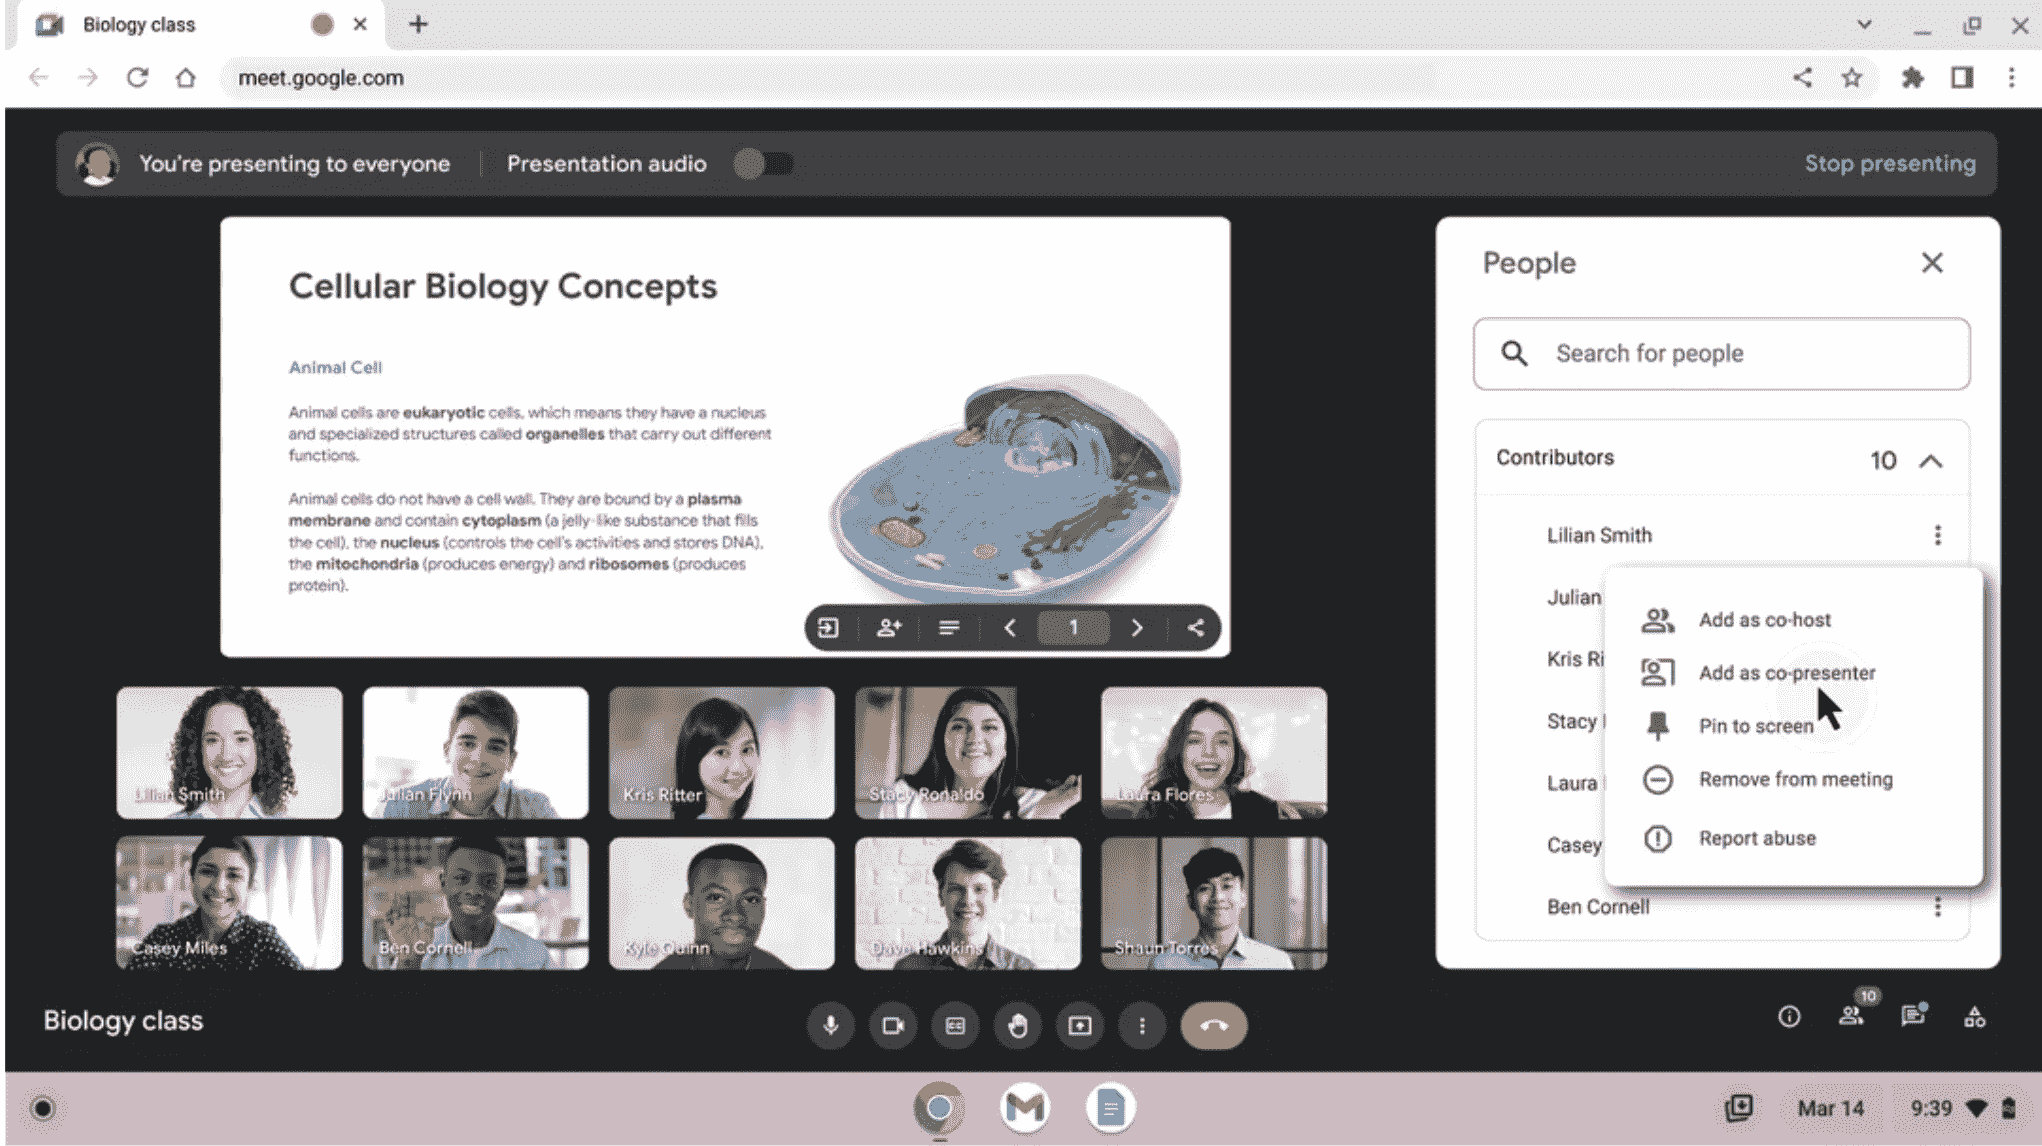 Biology class
meet.google.com
You're presenting to everyone
Presentation audio
Stop presenting
Cellular Biology Concepts
Animal Cell
Animal cells are eukaryotic cells, which means they have a nucleus
and specialized structures called organelles that carry out different
functions.
Animal cells do not have a cell wall. They are bound by a plasma
membrane and contain cytoplasm (a jelly-like substance that fills
the cell), the nucleus (controls the cell's activities and stores DNA),
the mitochondria (produces energy) and ribosomes (produces
protein).
1
People
Search for people
Contributors
10
Lilian Smith
Julian
Kris Ri
Stacy
Laura
Casey
Ben Cornell
Add as co-host
Add as co-presenter
Pin to screen
Remove from meeting
Report abuse
Lilian Smith
Julian Flynn
Kris Ritter
Stacy Ronaldo
Laura Flores
Casey Miles
Ben Cornell
Kyle Quinn
Dave Hawkins
Shaun Torres
Biology class
10
Mar 14
9:39